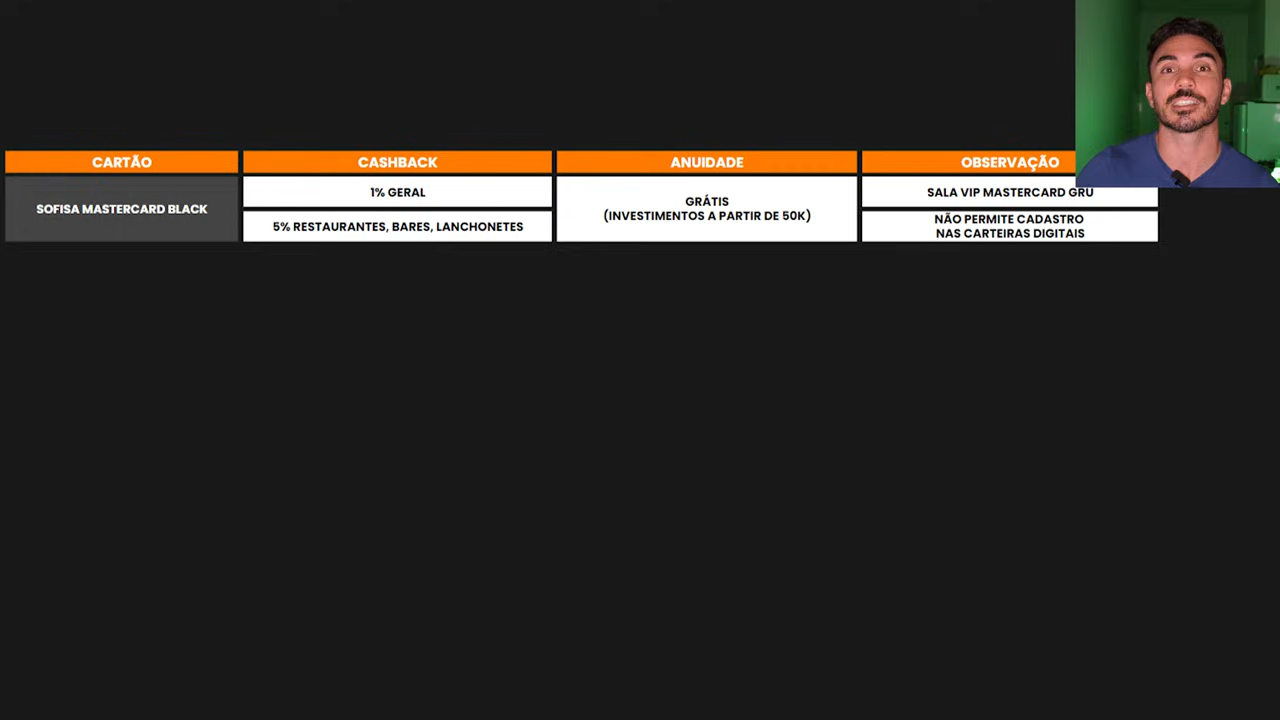 CARTÃO
CASHBACK
ANUIDADE
OBSERVAÇÃO
SOFISA MASTERCARD BLACK
1% GERAL
5% RESTAURANTES, BARES, LANCHONETES
GRÁTIS
(INVESTIMENTOS A PARTIR DE 50K)
SALA VIP MASTERCARD GRU
NÃO PERMITE CADASTRO
NAS CARTEIRAS DIGITAIS